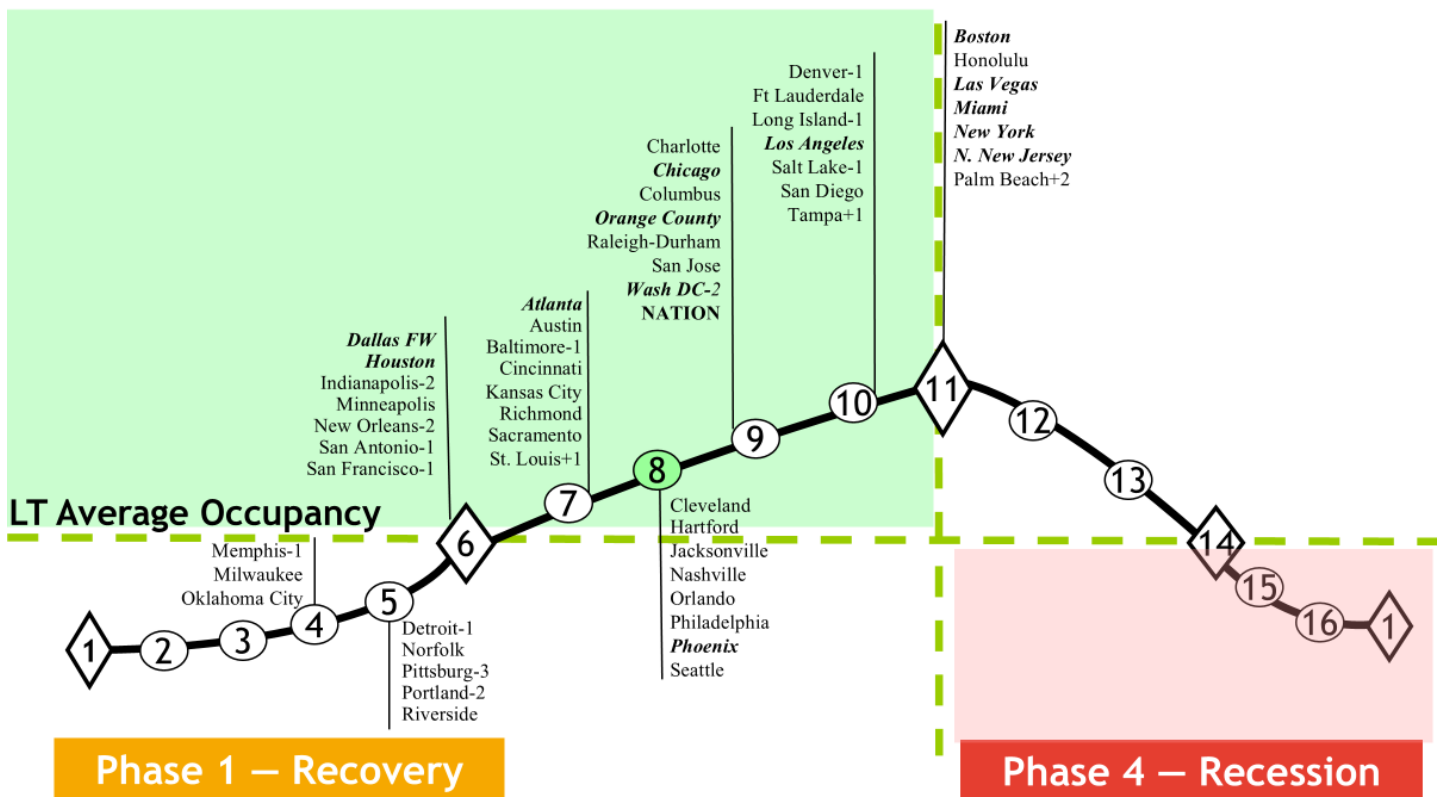 Boston
Honolulu
Las Vegas
Miami
New York
N. New Jersey
Palm Beach+2
Denver-1
Ft Lauderdale
Long Island-1
Los Angeles
Salt Lake-1
San Diego
Tampa+1
Charlotte
Chicago
Columbus
Orange County
Raleigh-Durham
San Jose
Wash DC-2
NATION
Atlanta
Austin
Baltimore-1
Cincinnati
Kansas City
Richmond
Sacramento
St. Louis+1
Dallas FW
Houston
Indianapolis-2
Minneapolis
New Orleans-2
San Antonio-1
San Francisco-1
LT Average Occupancy
Memphis-1
Milwaukee
Oklahoma City
1
2
3
4
5
6
7
8
9
10
11
12
13
14
15
16
1
Cleveland
Hartford
Jacksonville
Nashville
Orlando
Philadelphia
Phoenix
Seattle
Detroit-1
Norfolk
Pittsburg-3
Portland-2
Riverside
Phase 1 — Recovery
Phase 4 — Recession